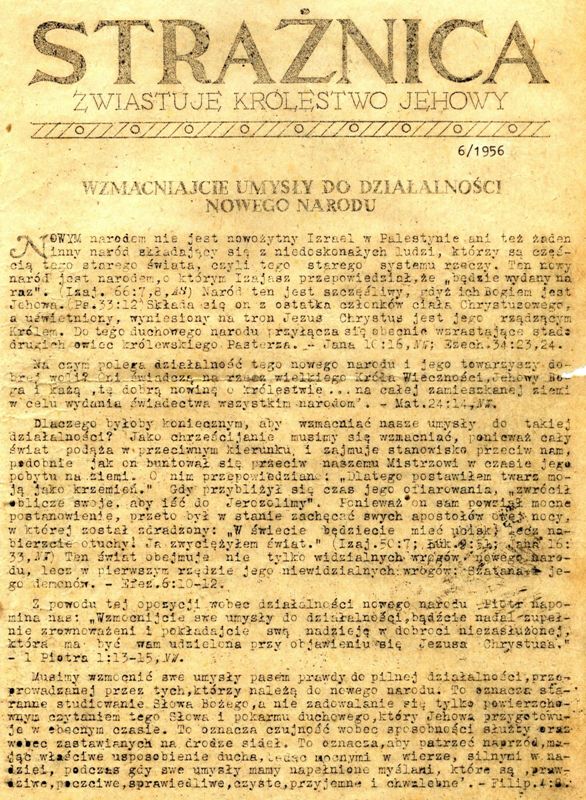 STRAŻNICA
ZWIASTUJE KRÓLESTWO JEHOWY
6/1956
WZMACNIAJCIE UMYSŁY DO DZIAŁALNOŚCI
NOWEGO NARODU
NOWYM narodem nie jest nowożytny Izrael w Palestynie ani też żaden
inny naród składający się z niedoskonałych ludzi, którzy są częś-
cią tego starego świata, czyli tego starego systemu rzeczy. Ten nowy
naród jest narodem, o którym Izajasz przepowiedział, że „będzie wydany na
raz". (Izaj. 66:7,8, NS) Naród ten jest szczęśliwy, gdyż ich Bogiem jest
Jehowa. (Ps. 33:12) Składa się on z ostatka członków ciała Chrystusowego,
a uświetniony, wyniesiony na tron Jezus Chrystus jest jego rządzącym
Królem. Do tego duchowego narodu przyłącza się obecnie wzrastające stado
drugich owiec królewskiego Pasterza. - Jana 10:16, NS; Ezech. 34:23,24.
Na czym polega działalność tego nowego narodu i jego towarzyszy do-
brej woli? Oni świadczą na rzecz wielkiego Króla Wieczności, Jehowy Bo-
ga i każą „tę dobrą nowinę o królestwie ... na całej zamieszkanej ziemi
w celu wydania świadectwa wszystkim narodom". - Mat. 24:14, NS.
Dlaczego byłoby koniecznym, aby wzmacniać nasze umysły do takiej
działalności? Jako chrześcijanie musimy się wzmacniać, ponieważ cały
świat podąża w przeciwnym kierunku, i zajmuje stanowisko przeciw nam,
podobnie jak on buntował się przeciw naszemu Mistrzowi w czasie jego
pobytu na ziemi. O nim przepowiedziano: „Dlatego postawiłem twarz mo-
ją jako krzemień." Gdy przybliżył się czas jego ofiarowania, „zwrócił
oblicze swoje, aby iść do Jerozolimy". Ponieważ on sam powziął mocne
postanowienie, przeto był w stanie zachęcać swych apostołów owej nocy,
w której został zdradzony: „W świecie będziecie mieć ucisk, lecz na-
bierzcie otuchy! Ja zwyciężyłem świat." (Izaj. 50:7; Łuk. 9:51; Jana 16:
33, NS) Ten świat obejmuje nie tylko widzialnych wrogów nowego naro-
du, lecz w pierwszym rzędzie jego niewidzialnych wrogów: Szatana i je-
go demonów. - Efez. 6:10-12.
Z powodu tej opozycji wobec działalności nowego narodu Piotr napo-
mina nas: „Wzmocnijcie swe umysły do działalności, bądźcie nadal zupeł-
nie zrównoważeni i pokładajcie swą nadzieję w dobroci niezasłużonej,
która ma być wam udzielona przy objawieniu się Jezusa Chrystusa."
- 1 Piotra 1:13-15, NS.
Musimy wzmocnić swe umysły pasem prawdy do pilnej działalności, prze-
prowadzanej przez tych, którzy należą do nowego narodu. To oznacza sta-
ranne studiowanie Słowa Bożego, a nie zadowalanie się tylko powierzcho-
wnym czytaniem tego Słowa i pokarmu duchowego, który Jehowa przygotowu-
je w obecnym czasie. To oznacza czujność wobec sposobności służby oraz
wobec zastawianych na drodze sideł. To oznacza, aby patrzeć naprzód, ma-
jąc właściwe usposobienie ducha, będąc mocnymi w wierze, silnymi w na-
dziei, podczas gdy swe umysły mamy napełnione myślami, które są „praw-
dziwe, poczciwe, sprawiedliwe, czyste, przyjemne i chwalebne". - Filip.